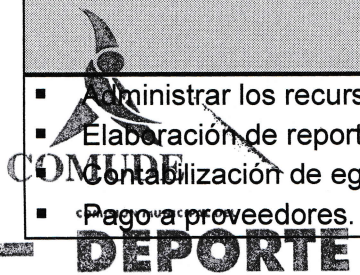 ▪ Administrar los recurs
▪ Elaboración de report
▪ Contabilización de eg
▪ Pago a proveedores.
COMUDE
DEPORTE